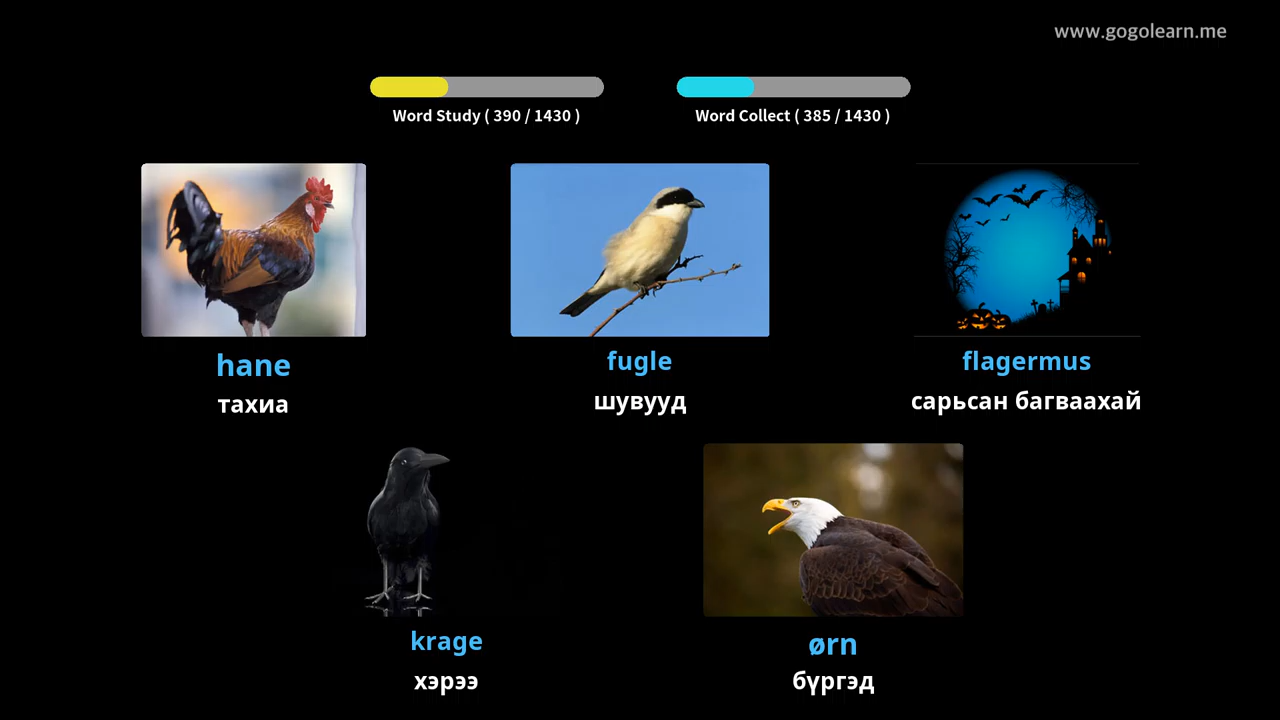 www.gogolearn.me
Word Study ( 390 / 1430 )
Word Collect ( 385 / 1430 )
hane
тахиа
fugle
шувууд
flagermus
сарьсан багваахай
krage
хэрээ
ørn
бүргэд